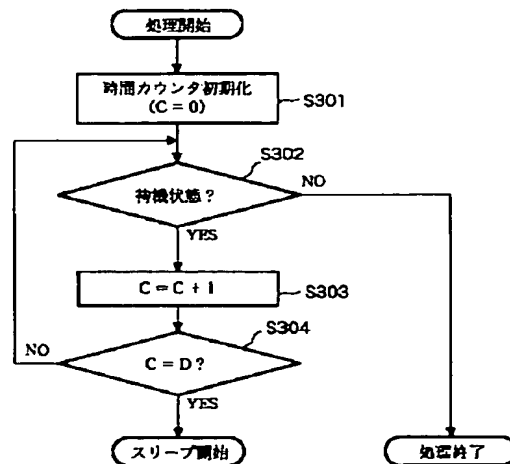 処理開始
時間カウンタ初期化
(C = 0)
S301
S302
待機状態?
NO
YES
C = C + 1
S303
S304
C = D?
NO
YES
スリープ開始
処理終了